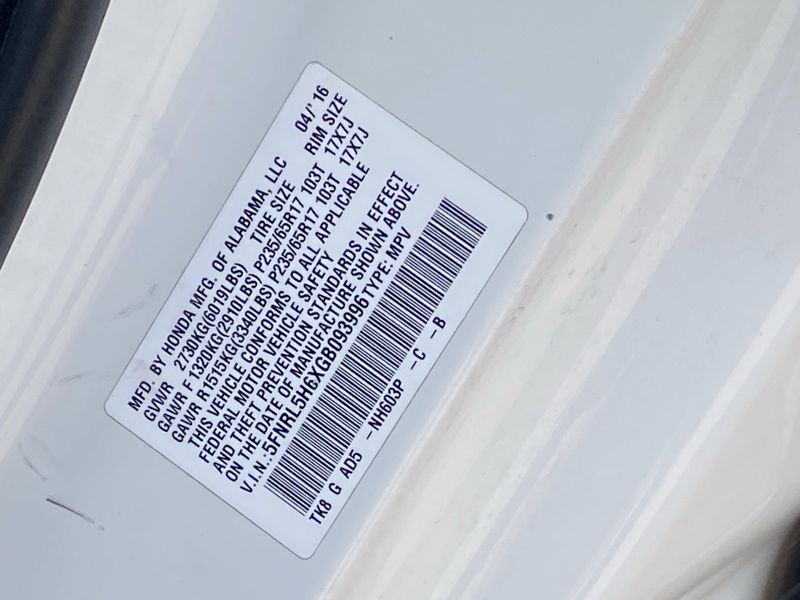 MFD. BY HONDA MFG. OF ALABAMA, LLC 04/'16
GVWR 2730KG(6019LBS) TIRE SIZE RIM SIZE
GAWR F 1320KG(2910LBS) P235/65R17 103T 17X7J
GAWR R 1515KG(3340LBS) P235/65R17 103T 17X7J
THIS VEHICLE CONFORMS TO ALL APPLICABLE
FEDERAL MOTOR VEHICLE SAFETY
AND THEFT PREVENTION STANDARDS IN EFFECT
ON THE DATE OF MANUFACTURE SHOWN ABOVE.
V.I.N.:5FNRL5H6XGB093996 TYPE: MPV
TK8 G AD5 -NH603P -C -B